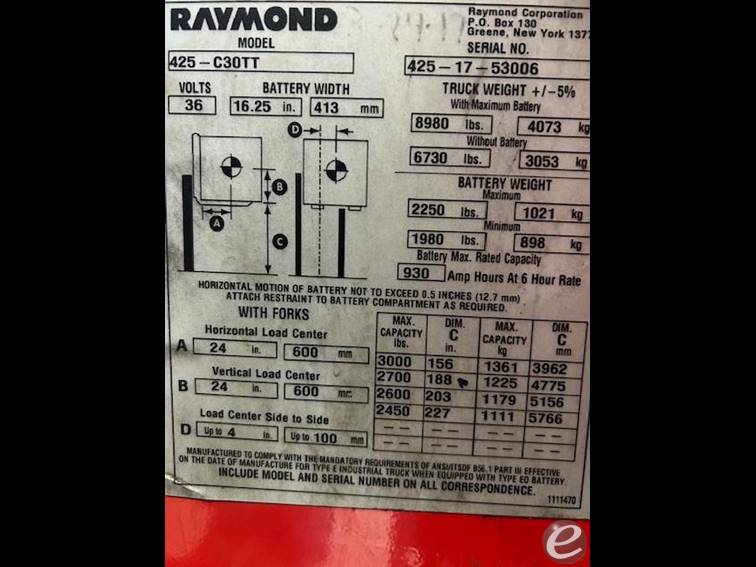 RAYMOND
Raymond Corporation
P.O. Box 130
Greene, New York 1377
MODEL
425-C30TT
SERIAL NO.
425-17-53006
VOLTS
36
BATTERY WIDTH
16.25 in. 413 mm
TRUCK WEIGHT +/-5%
With Maximum Battery
8980 lbs. 4073 kg
Without Battery
6730 lbs. 3053 kg
BATTERY WEIGHT
Maximum
2250 lbs. 1021 kg
Minimum
1980 lbs. 898 kg
Battery Max. Rated Capacity
930 Amp Hours At 6 Hour Rate
D
B
A
C
HORIZONTAL MOTION OF BATTERY NOT TO EXCEED 0.5 INCHES (12.7 mm)
ATTACH RESTRAINT TO BATTERY COMPARTMENT AS REQUIRED.
WITH FORKS
Horizontal Load Center
A 24 in. 600 mm
Vertical Load Center
B 24 in. 600 mm
Load Center Side to Side
D Up to 4 in. Up to 100 mm
MAX. CAPACITY lbs. DIM. C in. MAX. CAPACITY kg DIM. C mm
3000 156 1361 3962
2700 188 1225 4775
2600 203 1179 5156
2450 227 1111 5766
-- -- -- --
-- -- -- --
MANUFACTURED TO COMPLY WITH THE MANDATORY REQUIREMENTS OF ANSI/ITSDF B56.1 PART III EFFECTIVE
ON THE DATE OF MANUFACTURE FOR TYPE E INDUSTRIAL TRUCK WHEN EQUIPPED WITH TYPE EO BATTERY.
INCLUDE MODEL AND SERIAL NUMBER ON ALL CORRESPONDENCE.
1111470
e